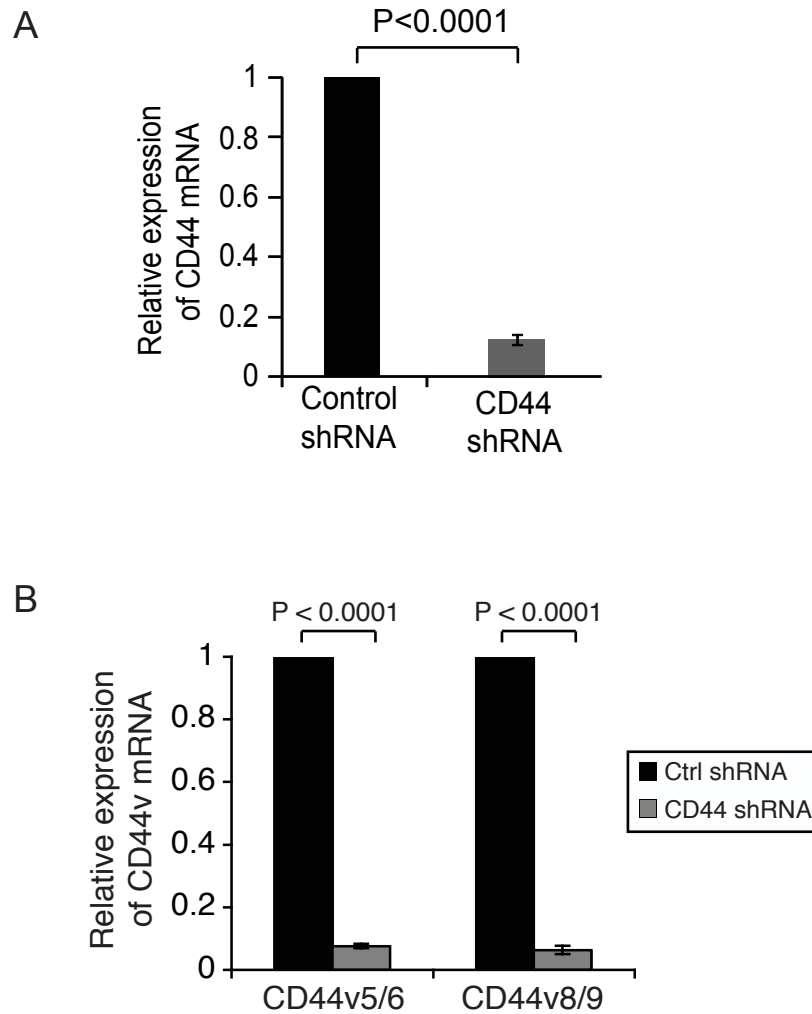 A
P<0.0001
Relative expression
of CD44 mRNA
1
0.8
0.6
0.4
0.2
0
Control
shRNA
CD44
shRNA
B
P < 0.0001
P < 0.0001
Relative expression
of CD44v mRNA
1
0.8
0.6
0.4
0.2
0
Ctrl shRNA
CD44 shRNA
CD44v5/6
CD44v8/9